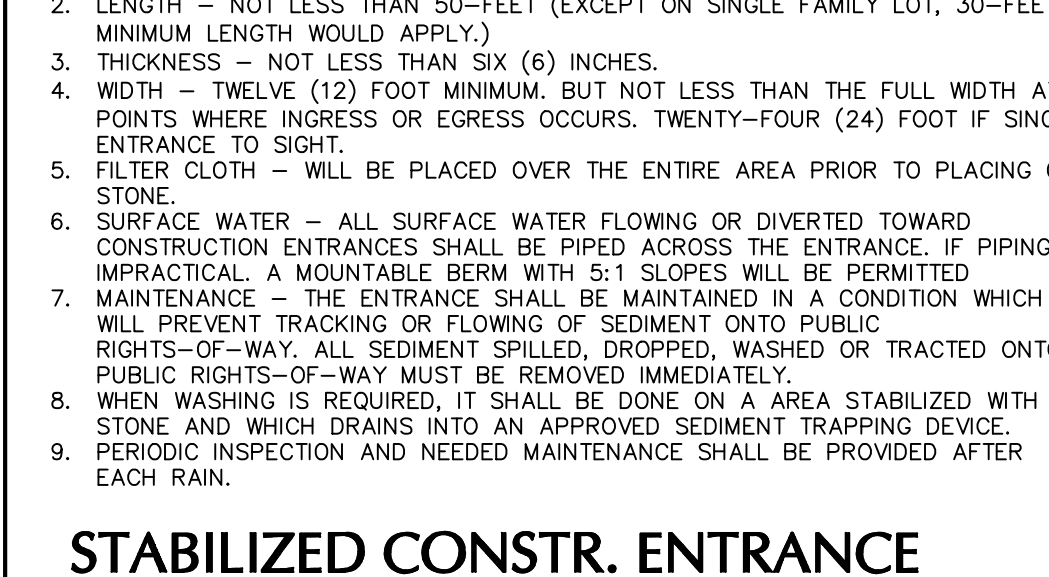 2. LENGTH – NOT LESS THAN 50–FEET (EXCEPT ON SINGLE FAMILY LOT, 30–FEE
MINIMUM LENGTH WOULD APPLY.)
3. THICKNESS – NOT LESS THAN SIX (6) INCHES.
4. WIDTH – TWELVE (12) FOOT MINIMUM. BUT NOT LESS THAN THE FULL WIDTH AT
POINTS WHERE INGRESS OR EGRESS OCCURS. TWENTY–FOUR (24) FOOT IF SING
ENTRANCE TO SIGHT.
5. FILTER CLOTH – WILL BE PLACED OVER THE ENTIRE AREA PRIOR TO PLACING
STONE.
6. SURFACE WATER – ALL SURFACE WATER FLOWING OR DIVERTED TOWARD
CONSTRUCTION ENTRANCES SHALL BE PIPED ACROSS THE ENTRANCE. IF PIPING
IMPRACTICAL. A MOUNTABLE BERM WITH 5:1 SLOPES WILL BE PERMITTED
7. MAINTENANCE – THE ENTRANCE SHALL BE MAINTAINED IN A CONDITION WHICH
WILL PREVENT TRACKING OR FLOWING OF SEDIMENT ONTO PUBLIC
RIGHTS–OF–WAY. ALL SEDIMENT SPILLED, DROPPED, WASHED OR TRACTED ONTO
PUBLIC RIGHTS–OF–WAY MUST BE REMOVED IMMEDIATELY.
8. WHEN WASHING IS REQUIRED, IT SHALL BE DONE ON A AREA STABILIZED WITH
STONE AND WHICH DRAINS INTO AN APPROVED SEDIMENT TRAPPING DEVICE.
9. PERIODIC INSPECTION AND NEEDED MAINTENANCE SHALL BE PROVIDED AFTER
EACH RAIN.
STABILIZED CONSTR. ENTRANCE